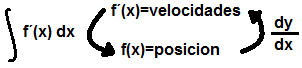 f´(x)=velocidades
∫ f´(x) dx
dy/dx
f(x)=posicion